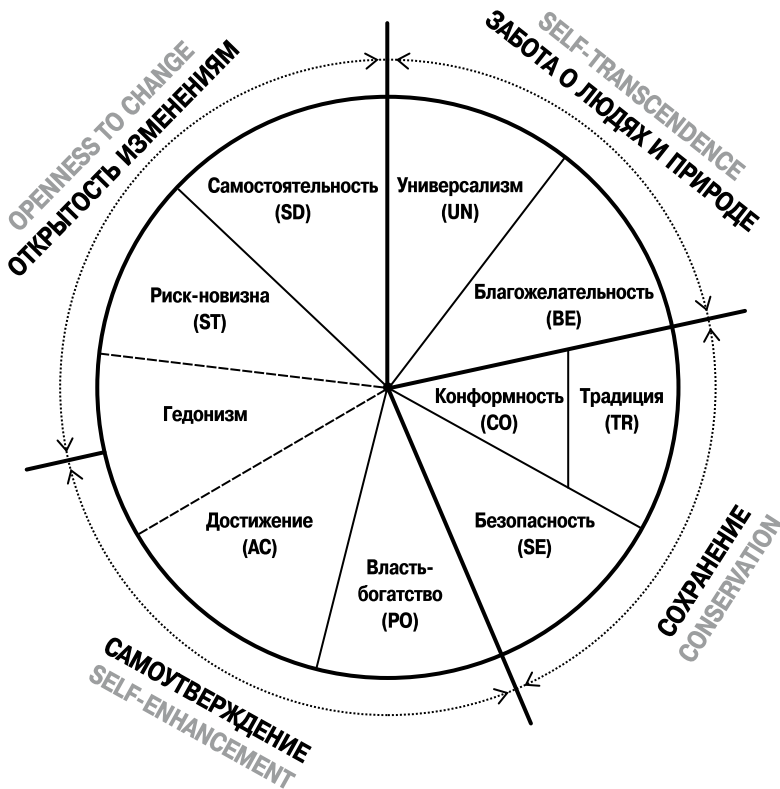 OPENNESS TO CHANGE
ОТКРЫТОСТЬ ИЗМЕНЕНИЯМ
SELF-TRANSCENDENCE
ЗАБОТА О ЛЮДЯХ И ПРИРОДЕ
Самостоятельность
(SD)
Универсализм
(UN)
Риск-новизна
(ST)
Благожелательность
(BE)
Гедонизм
Конформность
(CO)
Традиция
(TR)
Достижение
(AC)
Власть-
богатство
(PO)
Безопасность
(SE)
САМОУТВЕРЖДЕНИЕ
SELF-ENHANCEMENT
СОХРАНЕНИЕ
CONSERVATION